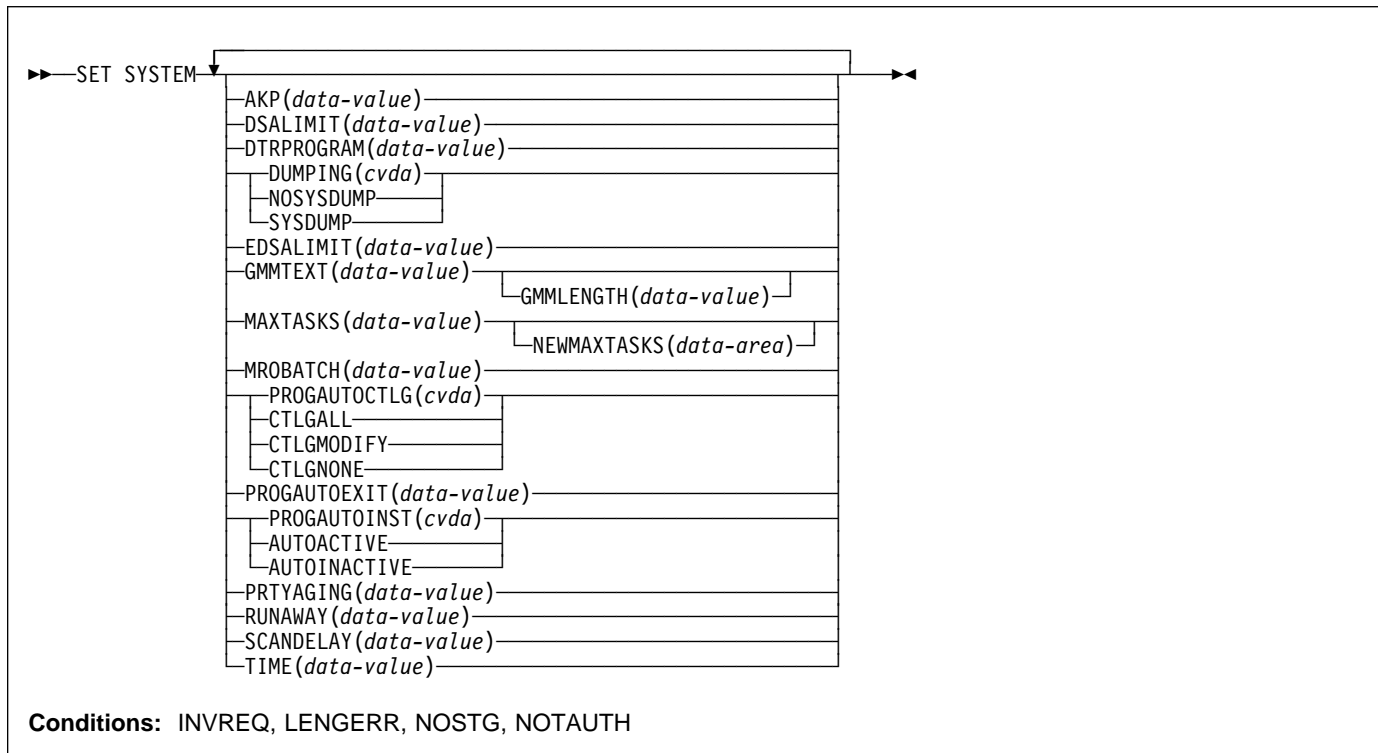 SET SYSTEM
AKP(data-value)
DSALIMIT(data-value)
DTRPROGRAM(data-value)
DUMPING(cvda)
NOSYSDUMP
SYSDUMP
EDSALIMIT(data-value)
GMMTEXT(data-value)
GMMLENGTH(data-value)
MAXTASKS(data-value)
NEWMAXTASKS(data-area)
MROBATCH(data-value)
PROGAUTOCTLG(cvda)
CTLGALL
CTLGMODIFY
CTLGNONE
PROGAUTOEXIT(data-value)
PROGAUTOINST(cvda)
AUTOACTIVE
AUTOINACTIVE
PRTYAGING(data-value)
RUNAWAY(data-value)
SCANDELAY(data-value)
TIME(data-value)
Conditions: INVREQ, LENGERR, NOSTG, NOTAUTH